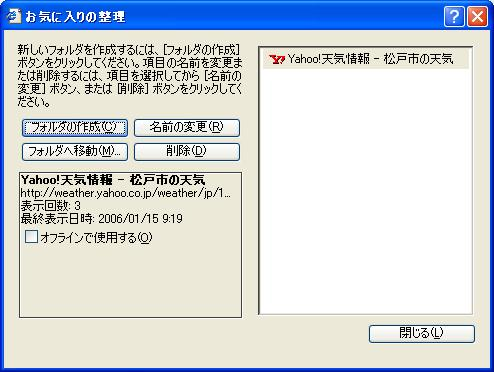 お気に入りの整理
新しいフォルダを作成するには、[フォルダの作成]
ボタンをクリックしてください。項目の名前を変更また
は削除するには、項目を選択してから [名前の
変更] ボタン、または [削除] ボタンをクリックしてく
ださい。
フォルダの作成(C)
名前の変更(R)
フォルダへ移動(M)...
削除(D)
Yahoo!天気情報 - 松戸市の天気
http://weather.yahoo.co.jp/weather/jp/1...
表示回数: 3
最終表示日時: 2006/01/15 9:19
オフラインで使用する(O)
Y! Yahoo!天気情報 - 松戸市の天気
閉じる(L)